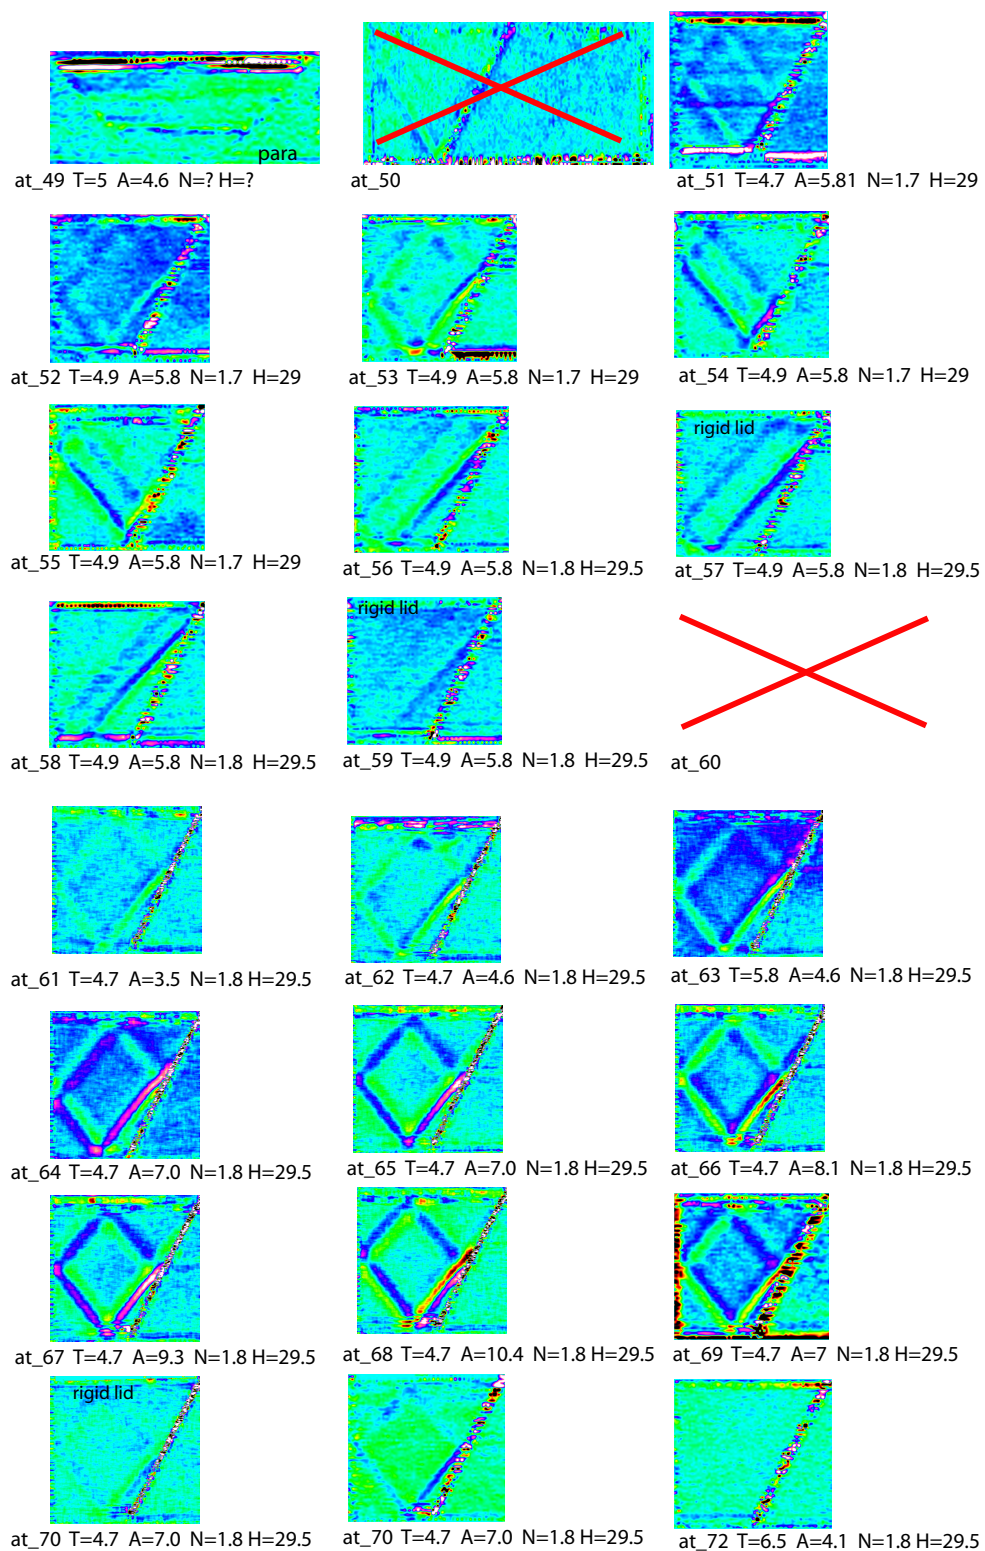 para
at_49 T=5 A=4.6 N=? H=?
at_50
at_51 T=4.7 A=5.81 N=1.7 H=29
at_52 T=4.9 A=5.8 N=1.7 H=29
at_53 T=4.9 A=5.8 N=1.7 H=29
at_54 T=4.9 A=5.8 N=1.7 H=29
at_55 T=4.9 A=5.8 N=1.7 H=29
at_56 T=4.9 A=5.8 N=1.8 H=29.5
rigid lid
at_57 T=4.9 A=5.8 N=1.8 H=29.5
at_58 T=4.9 A=5.8 N=1.8 H=29.5
rigid lid
at_59 T=4.9 A=5.8 N=1.8 H=29.5
at_60
at_61 T=4.7 A=3.5 N=1.8 H=29.5
at_62 T=4.7 A=4.6 N=1.8 H=29.5
at_63 T=5.8 A=4.6 N=1.8 H=29.5
at_64 T=4.7 A=7.0 N=1.8 H=29.5
at_65 T=4.7 A=7.0 N=1.8 H=29.5
at_66 T=4.7 A=8.1 N=1.8 H=29.5
at_67 T=4.7 A=9.3 N=1.8 H=29.5
at_68 T=4.7 A=10.4 N=1.8 H=29.5
at_69 T=4.7 A=7 N=1.8 H=29.5
rigid lid
at_70 T=4.7 A=7.0 N=1.8 H=29.5
at_70 T=4.7 A=7.0 N=1.8 H=29.5
at_72 T=6.5 A=4.1 N=1.8 H=29.5